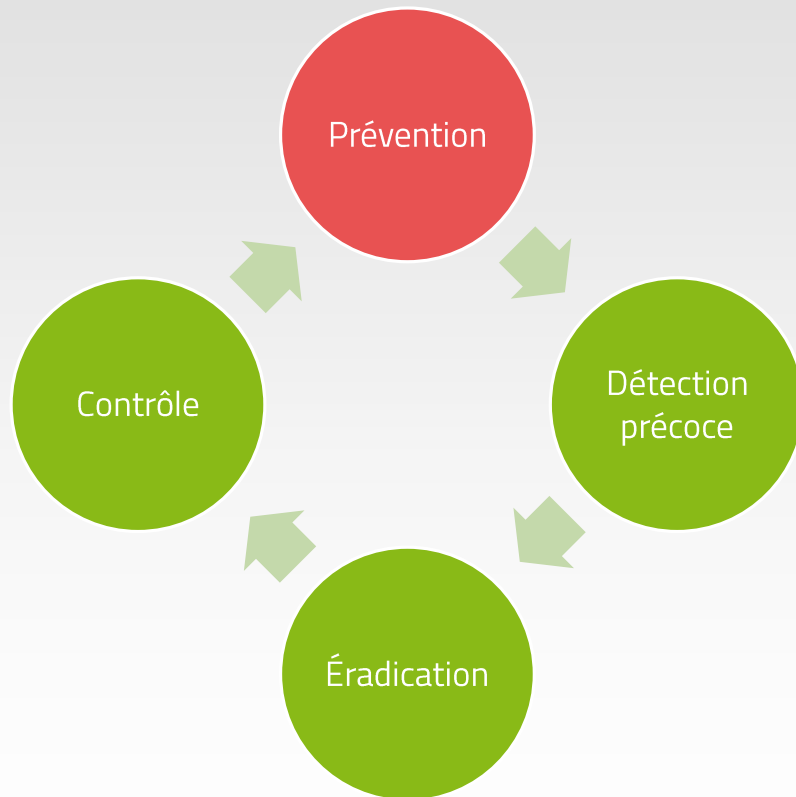 Prévention
Détection
précoce
Éradication
Contrôle